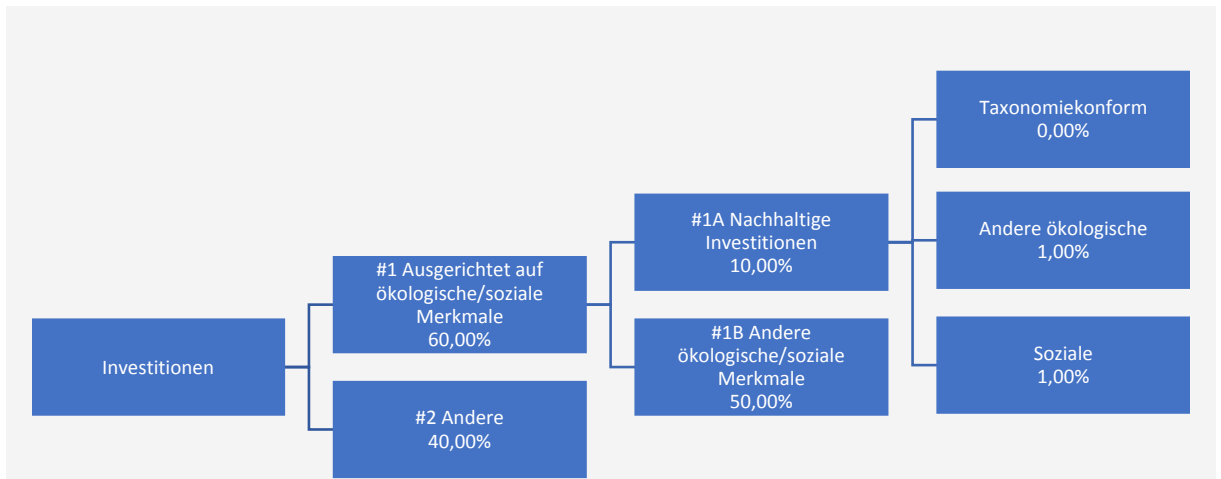 Investitionen
#1 Ausgerichtet auf
ökologische/soziale
Merkmale
60,00%
#2 Andere
40,00%
#1A Nachhaltige
Investitionen
10,00%
#1B Andere
ökologische/soziale
Merkmale
50,00%
Taxonomiekonform
0,00%
Andere ökologische
1,00%
Soziale
1,00%